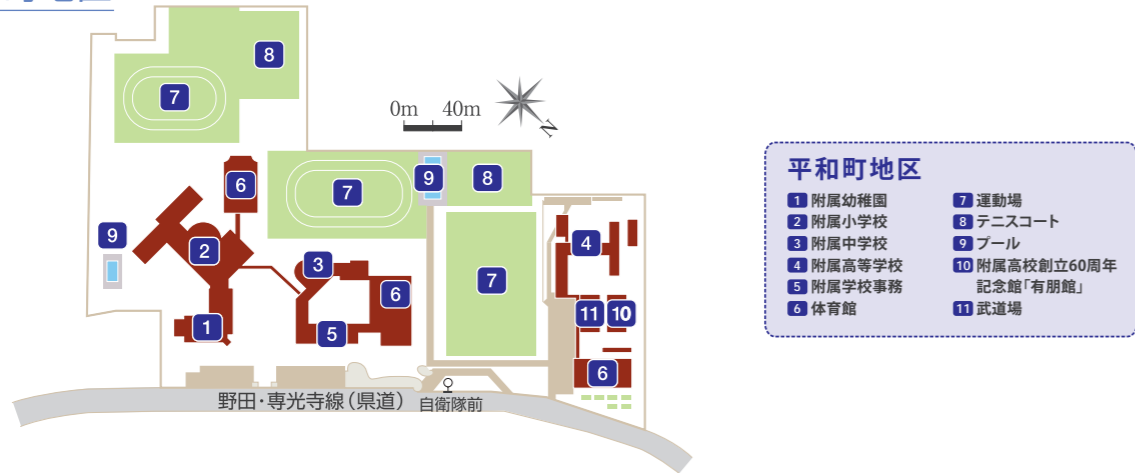 8
7
0m 40m
N
6
7
9
8
9
2
4
3
7
6
1
5
11 10
6
野田・専光寺線（県道）
自衛隊前
平和町地区
1 附属幼稚園
2 附属小学校
3 附属中学校
4 附属高等学校
5 附属学校事務
6 体育館
7 運動場
8 テニスコート
9 プール
10 附属高校創立60周年
記念館「有朋館」
11 武道場